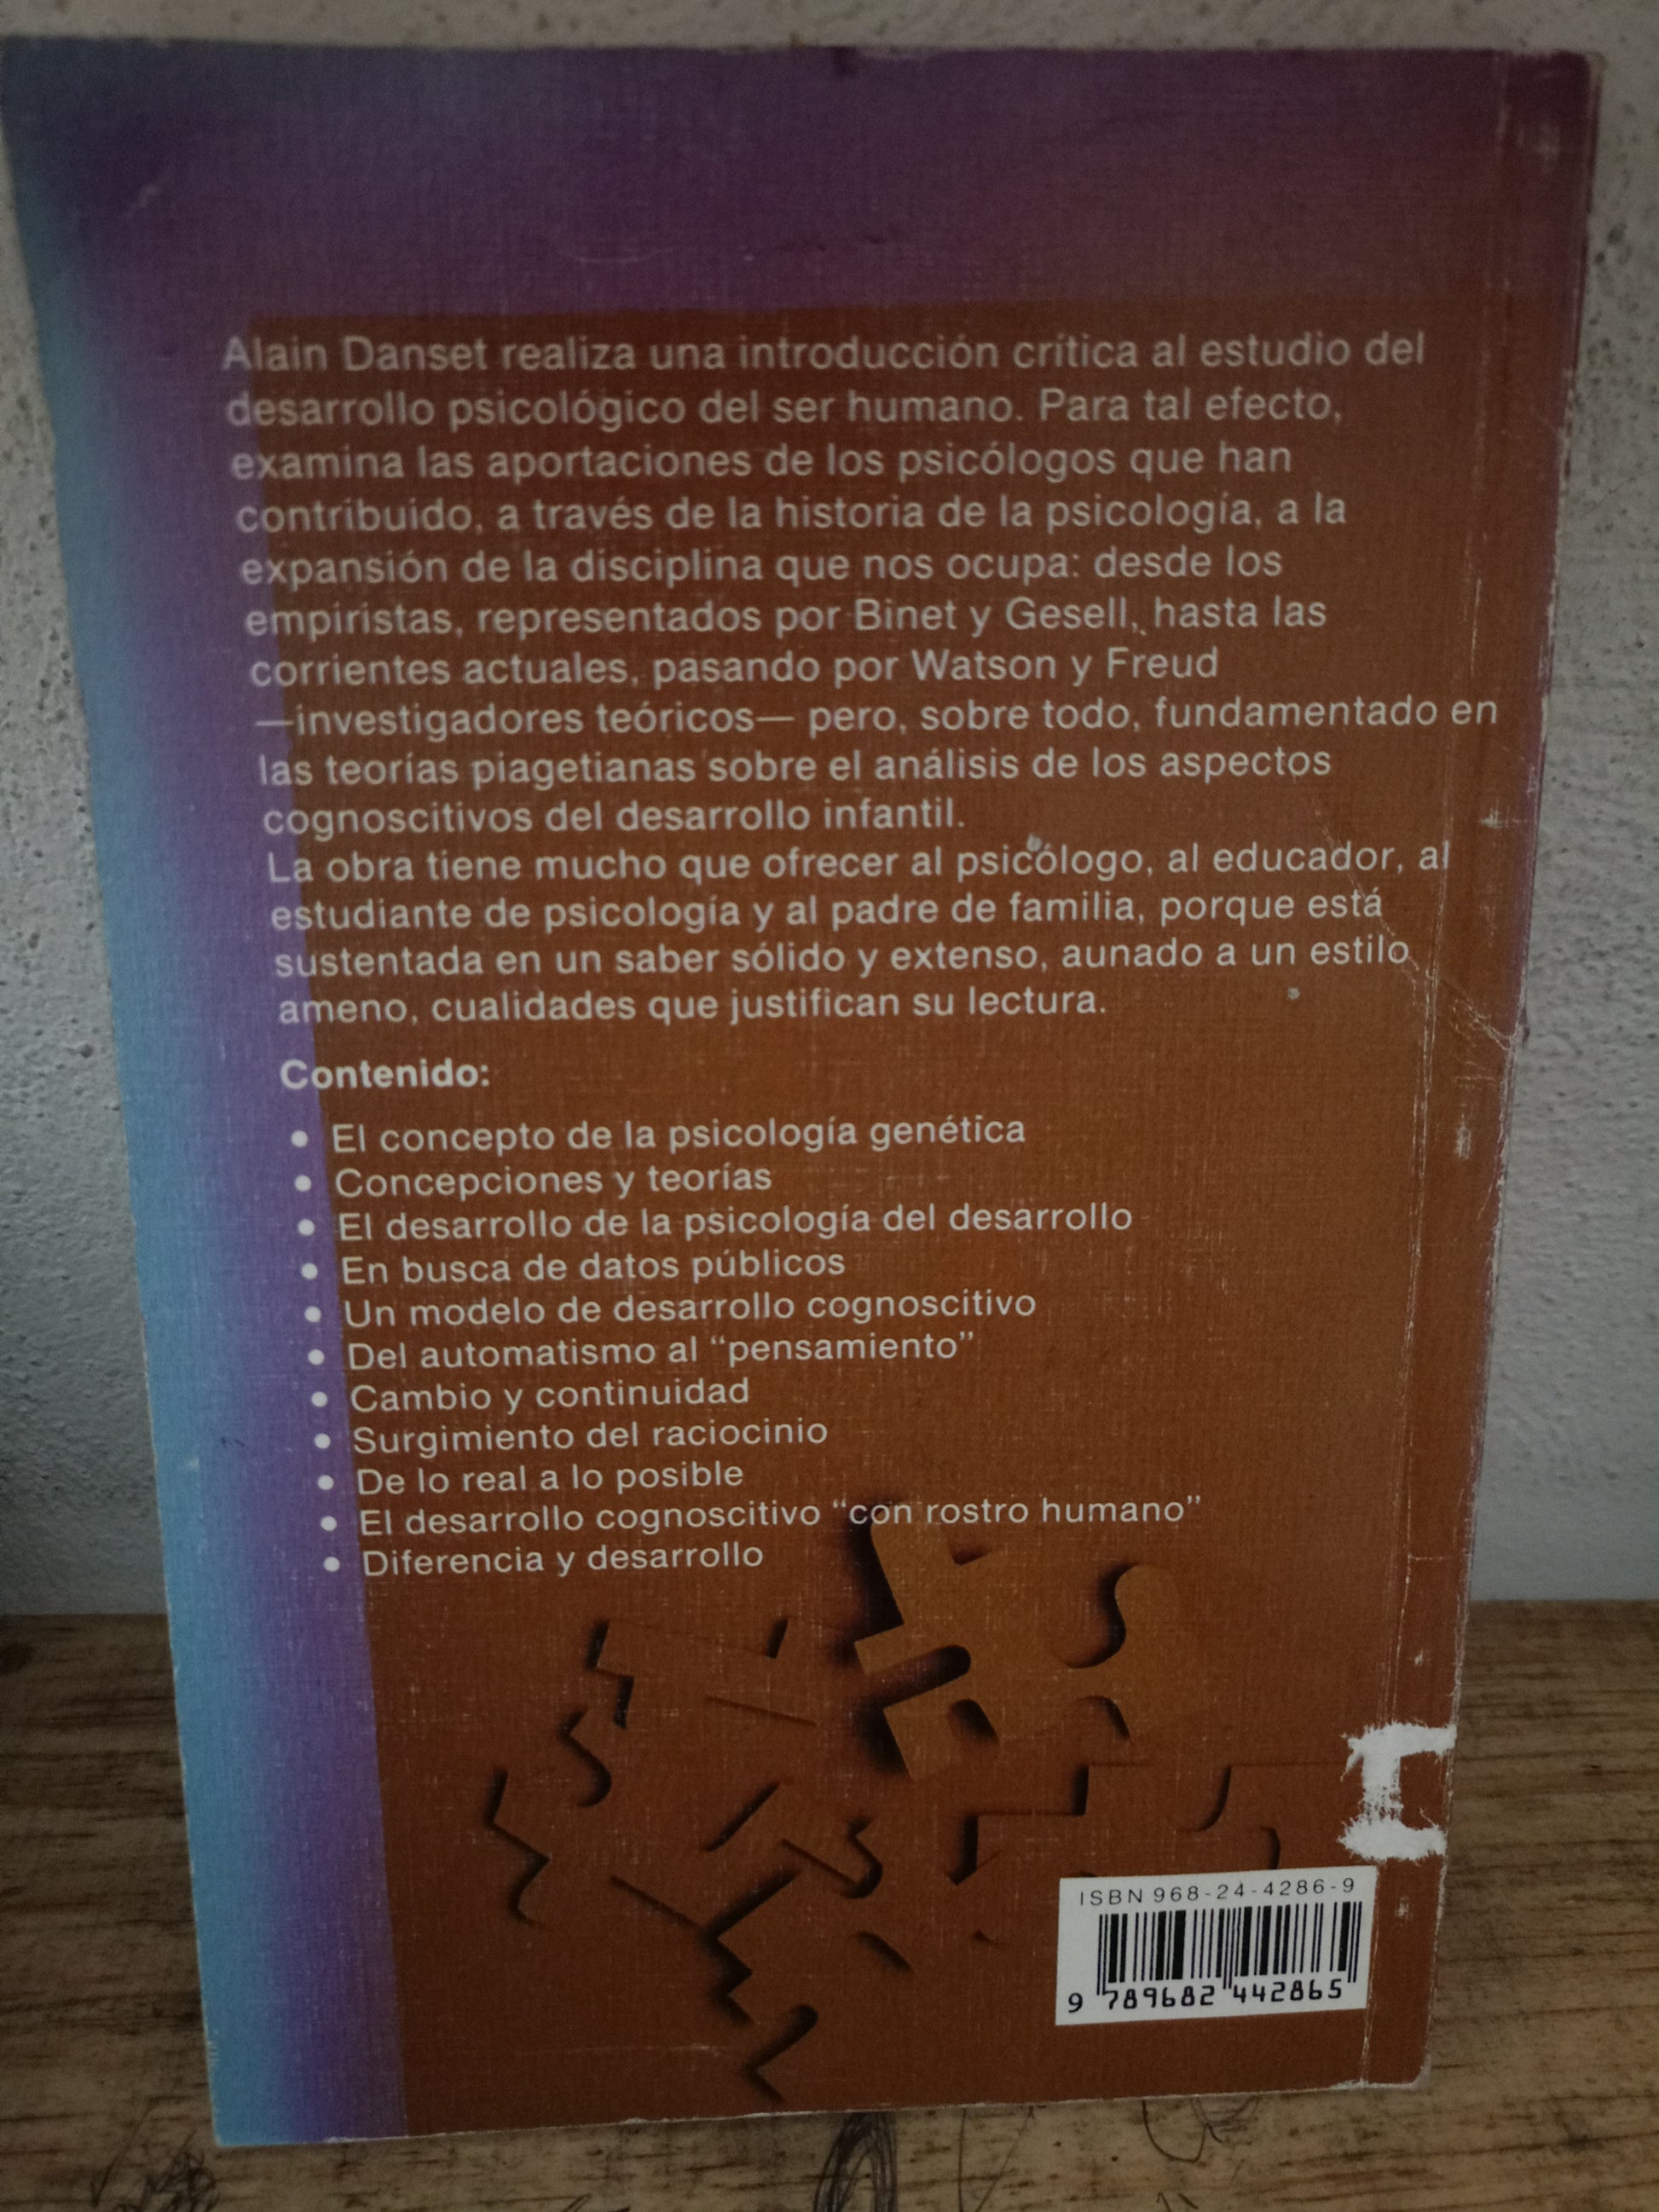 Alain Danset realiza una introducción crítica al estudio del
desarrollo psicológico del ser humano. Para tal efecto,
examina las aportaciones de los psicólogos que han
contribuido, a través de la historia de la psicología, a la
expansión de la disciplina que nos ocupa: desde los
empiristas, representados por Binet y Gesell, hasta las
corrientes actuales, pasando por Watson y Freud
—investigadores teóricos— pero, sobre todo, fundamentado en
las teorías piagetianas sobre el análisis de los aspectos
cognoscitivos del desarrollo infantil.
La obra tiene mucho que ofrecer al psicólogo, al educador, al
estudiante de psicología y al padre de familia, porque está
sustentada en un saber sólido y extenso, aunado a un estilo
ameno, cualidades que justifican su lectura.
Contenido:
• El concepto de la psicología genética
• Concepciones y teorías
• El desarrollo de la psicología del desarrollo
• En busca de datos públicos
• Un modelo de desarrollo cognoscitivo
• Del automatismo al “pensamiento”
• Cambio y continuidad
• Surgimiento del raciocinio
• De lo real a lo posible
• El desarrollo cognoscitivo “con rostro humano”
• Diferencia y desarrollo
ISBN 968-24-4286-9
9 789682 442865